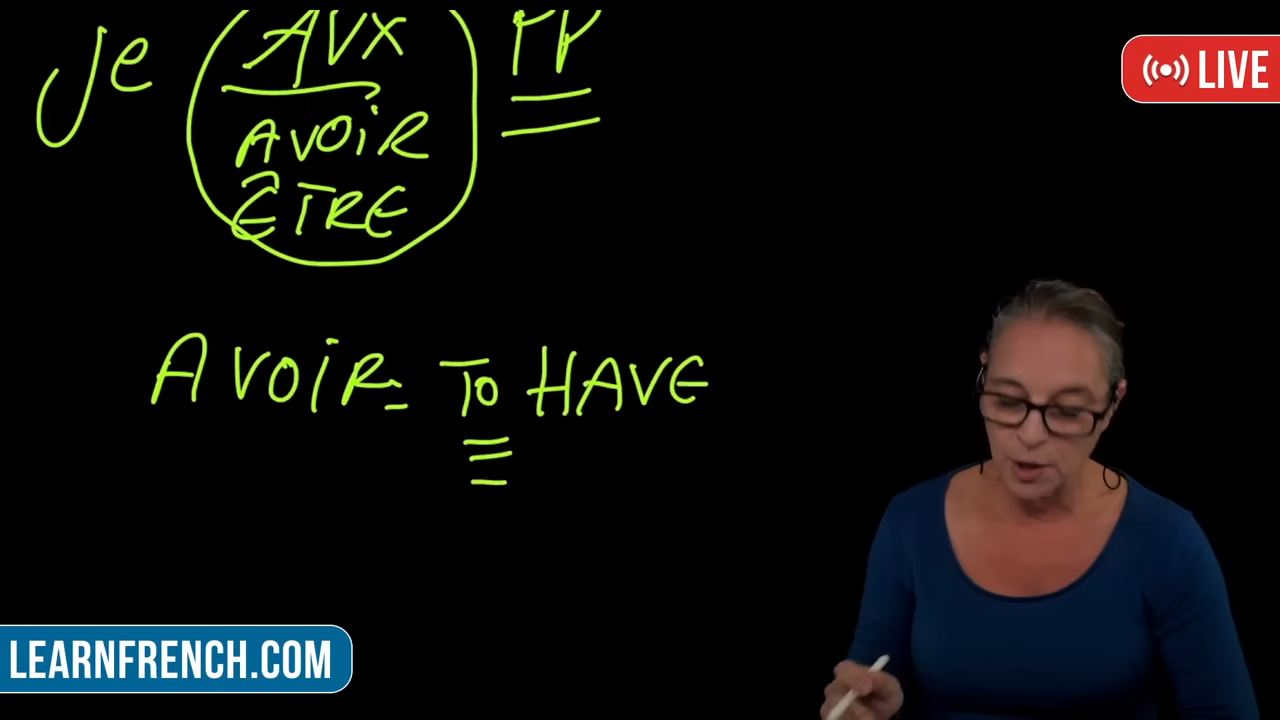 je AVX PP
AVOIR
ÊTRE
AVOIR = TO HAVE
LIVE
LEARNFRENCH.COM